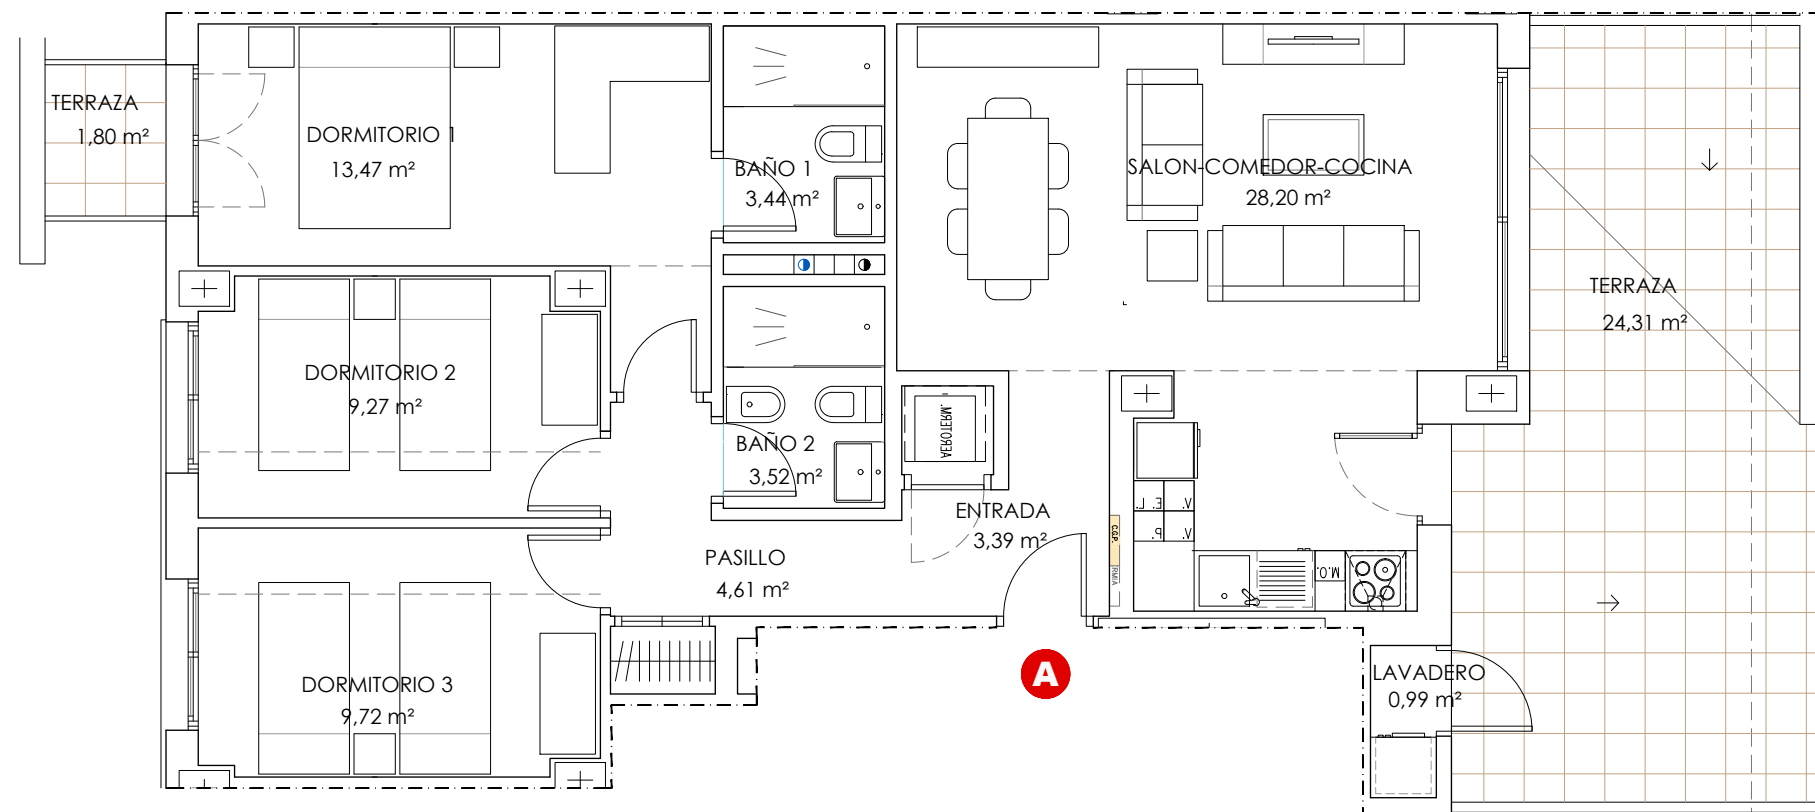 TERRAZA
1,80 m²
DORMITORIO 1
13,47 m²
BAÑO 1
3,44 m²
SALON-COMEDOR-COCINA
28,20 m²
TERRAZA
24,31 m²
DORMITORIO 2
9,27 m²
BAÑO 2
3,52 m²
AEROTERM.
ENTRADA
3,39 m²
V. E. L.
V. P.
C.G.P.
RMIA
M.O.
PASILLO
4,61 m²
DORMITORIO 3
9,72 m²
A
LAVADERO
0,99 m²